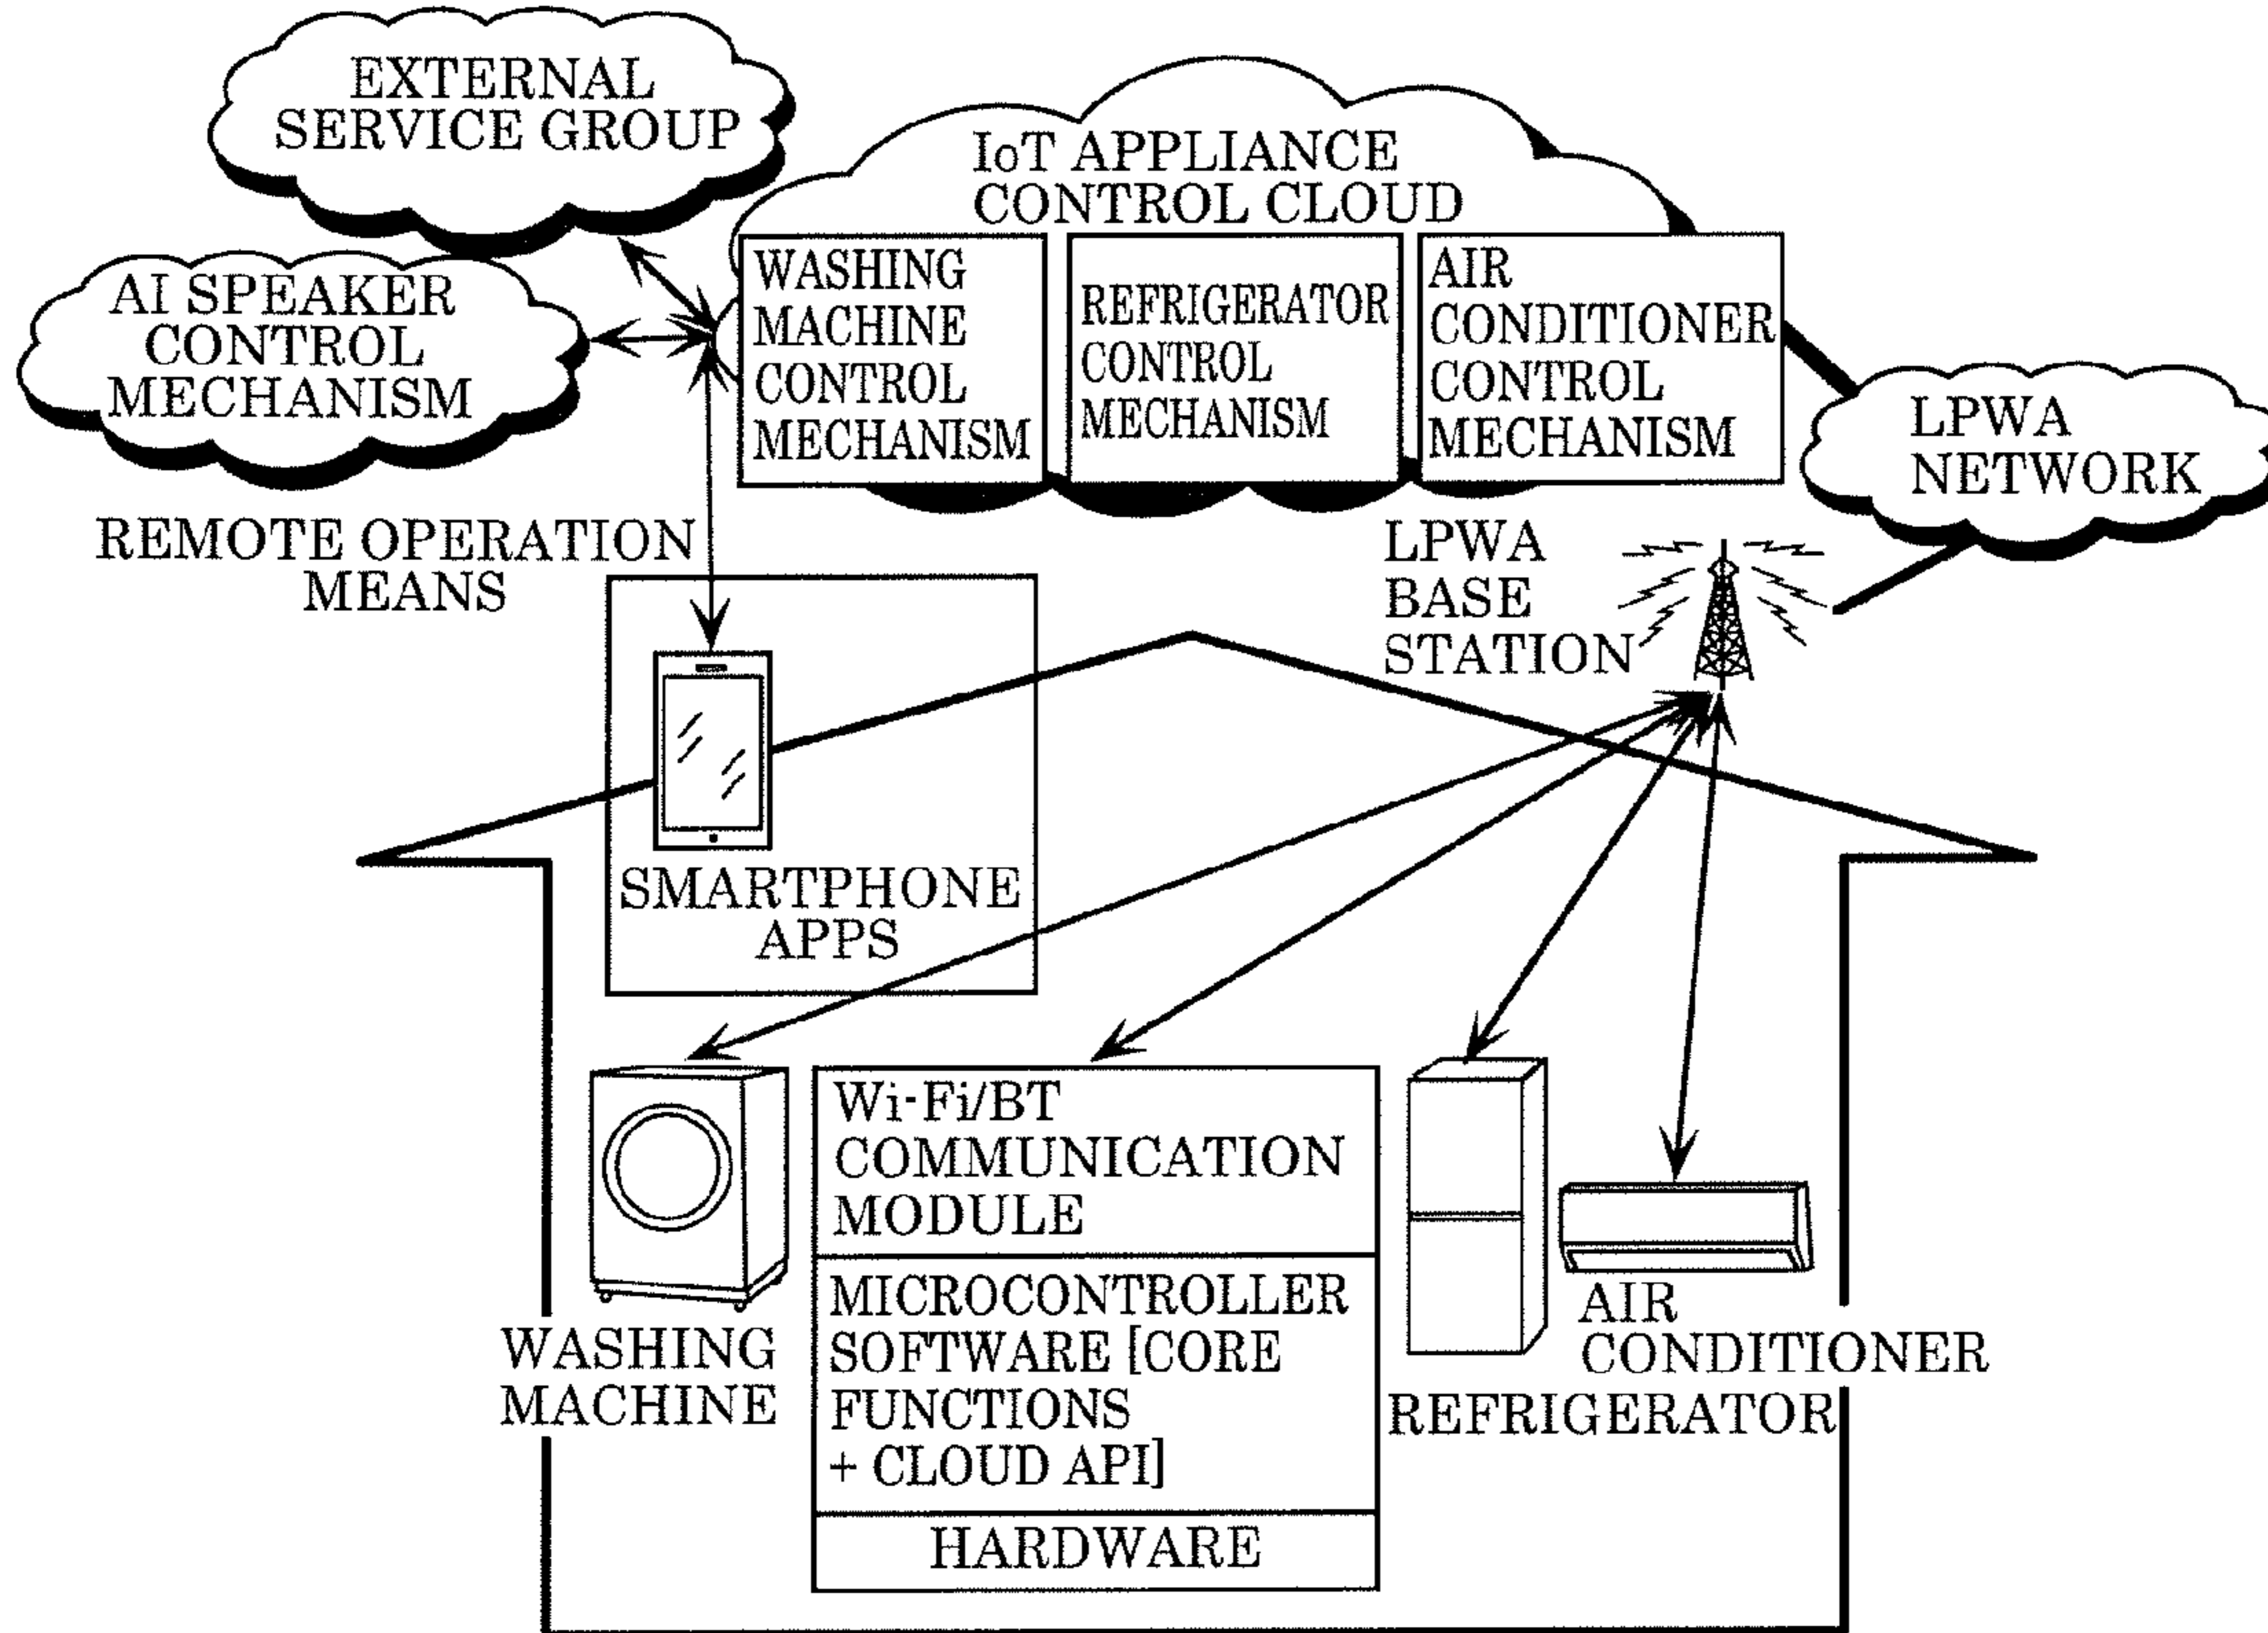 EXTERNAL
SERVICE GROUP
IoT APPLIANCE
CONTROL CLOUD
AI SPEAKER
CONTROL
MECHANISM
WASHING
MACHINE
CONTROL
MECHANISM
REFRIGERATOR
CONTROL
MECHANISM
AIR
CONDITIONER
CONTROL
MECHANISM
LPWA
NETWORK
REMOTE OPERATION
MEANS
LPWA
BASE
STATION
SMARTPHONE
APPS
WASHING
MACHINE
Wi-Fi/BT
COMMUNICATION
MODULE
MICROCONTROLLER
SOFTWARE [CORE
FUNCTIONS
+ CLOUD API]
HARDWARE
AIR
CONDITIONER
REFRIGERATOR